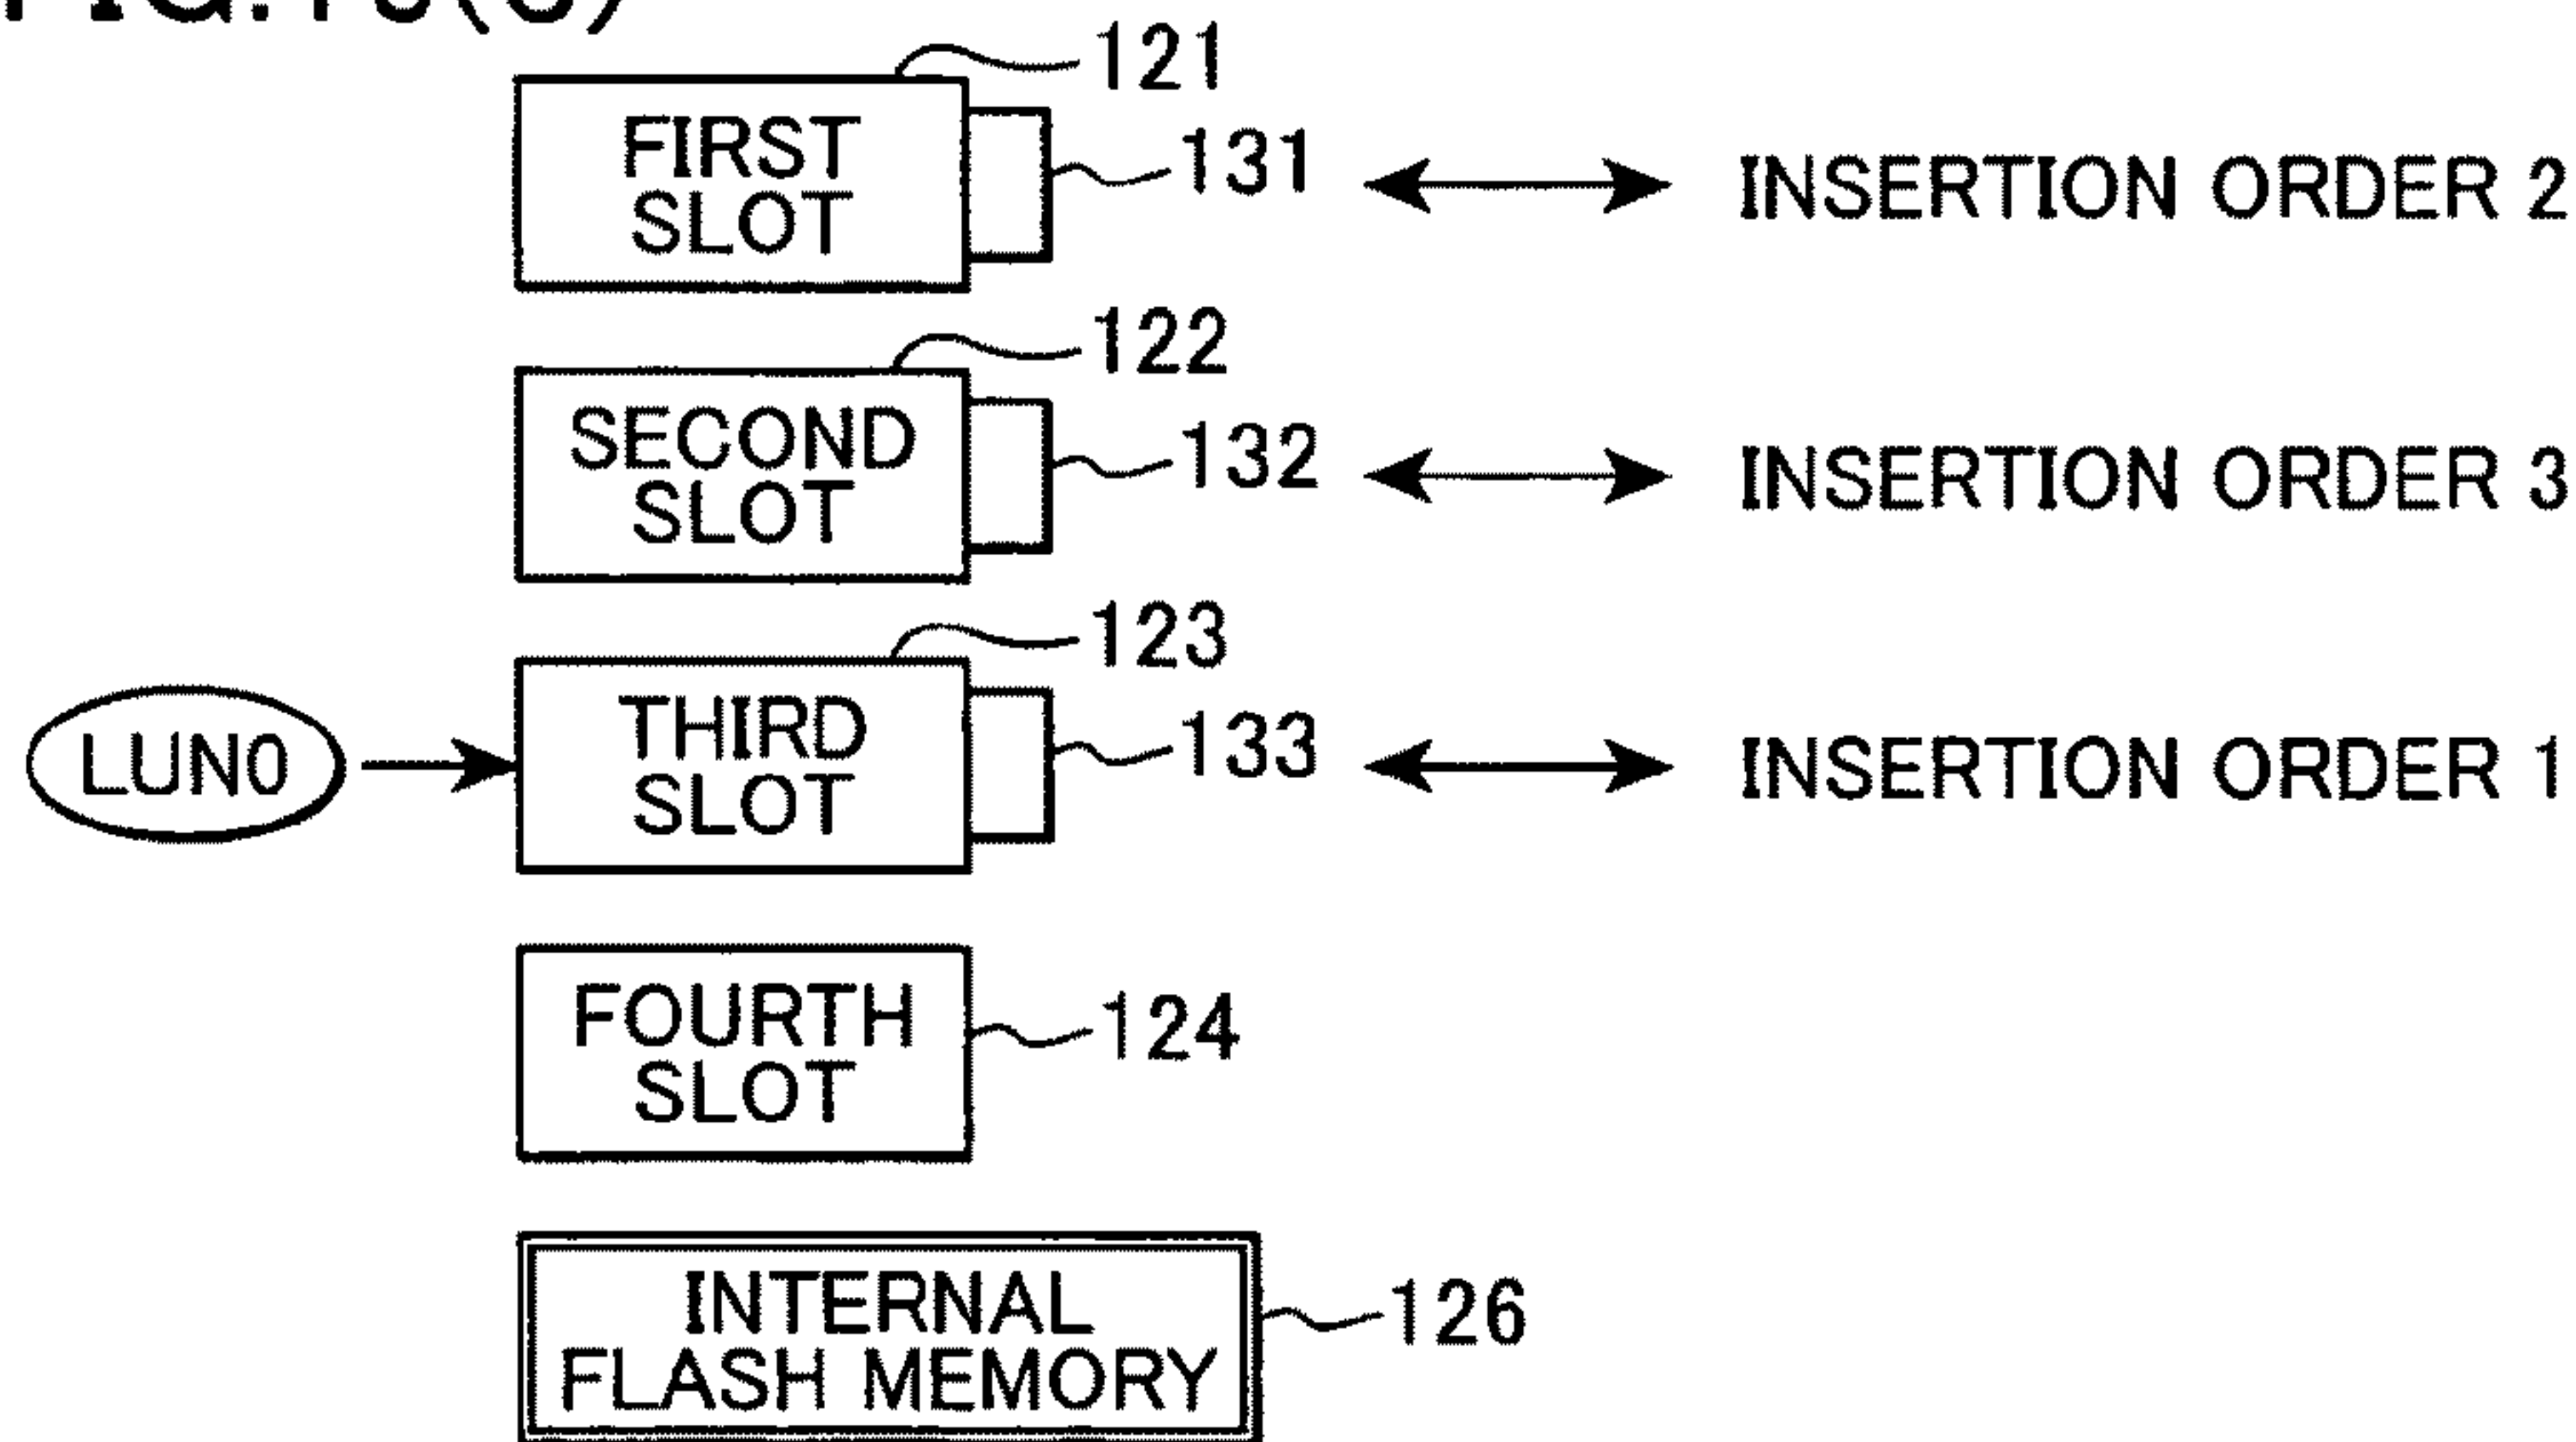 121
FIRST
SLOT
131
INSERTION ORDER 2
122
SECOND
SLOT
132
INSERTION ORDER 3
123
LUN0
THIRD
SLOT
133
INSERTION ORDER 1
FOURTH
SLOT
124
INTERNAL
FLASH MEMORY
126